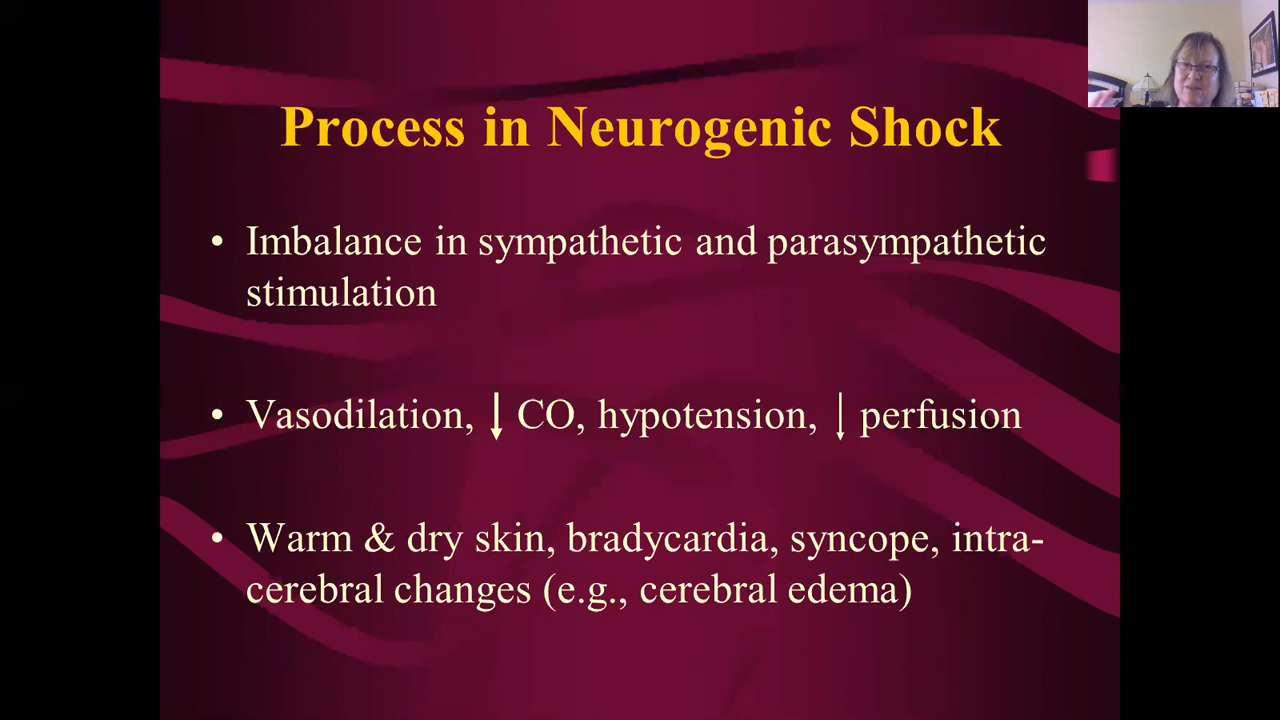 Process in Neurogenic Shock
• Imbalance in sympathetic and parasympathetic
stimulation
• Vasodilation, ↓ CO, hypotension, ↓ perfusion
• Warm & dry skin, bradycardia, syncope, intra-
cerebral changes (e.g., cerebral edema)